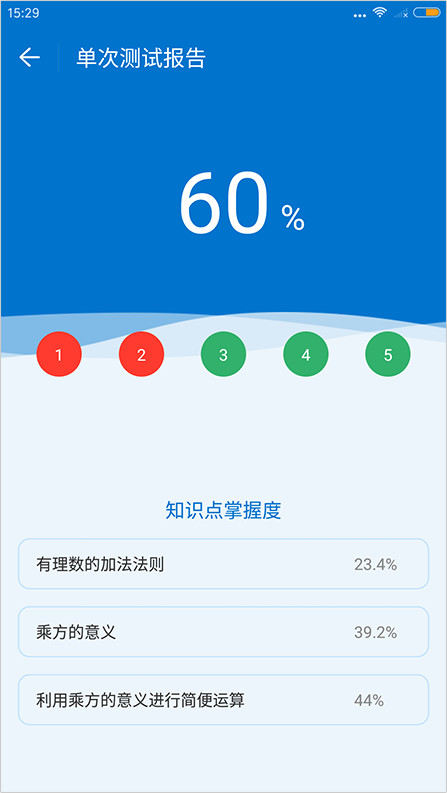 15:29
单次测试报告
60 %
1 2 3 4 5
知识点掌握度
有理数的加法法则 23.4%
乘方的意义 39.2%
利用乘方的意义进行简便运算 44%